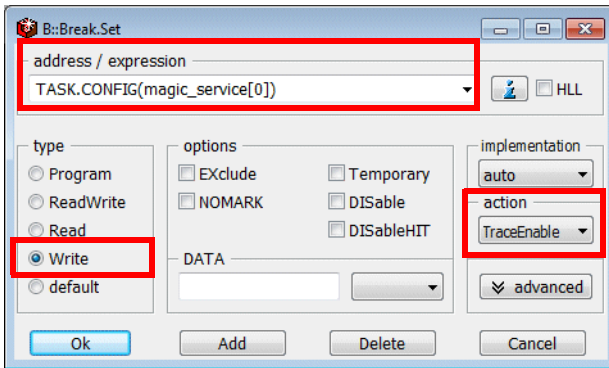 B::Break.Set
address / expression
TASK.CONFIG(magic_service[0])
i
HLL
type
options
implementation
Program
EXclude
Temporary
auto
ReadWrite
NOMARK
DISable
action
Read
DISableHIT
TraceEnable
Write
DATA
default
advanced
Ok
Add
Delete
Cancel